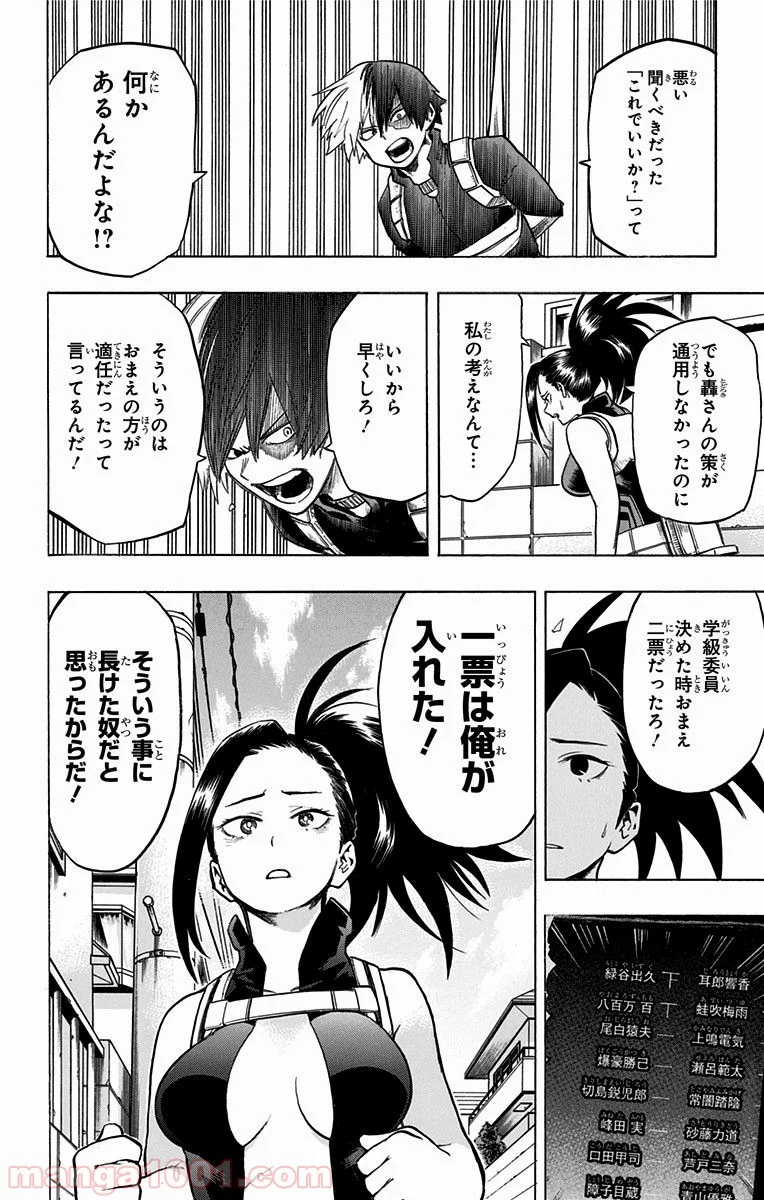 悪い
聞くべきだった
「これでいいか？」って
何か
あるんだよな!?
でも轟さんの策が
通用しなかったのに
私の考えなんて…
いいから
早くしろ！
そういうのは
おまえの方が
適任だったって
言ってるんだ！
学級委員
決めた時おまえ
二票だったろ！
一票は俺が
入れた！
そういう事に
長けた奴だと
思ったからだ！
緑谷出久 下 耳郎響香
八百万 百 一 蛙吹梅雨
尾白猿夫 上鳴電気
爆豪勝己 瀬呂範太
切島鋭児郎 常闇踏陰
峰田 実 砂藤力道
口田甲司 芦戸三奈
障子目蔵 青山優雅
manga1001.com